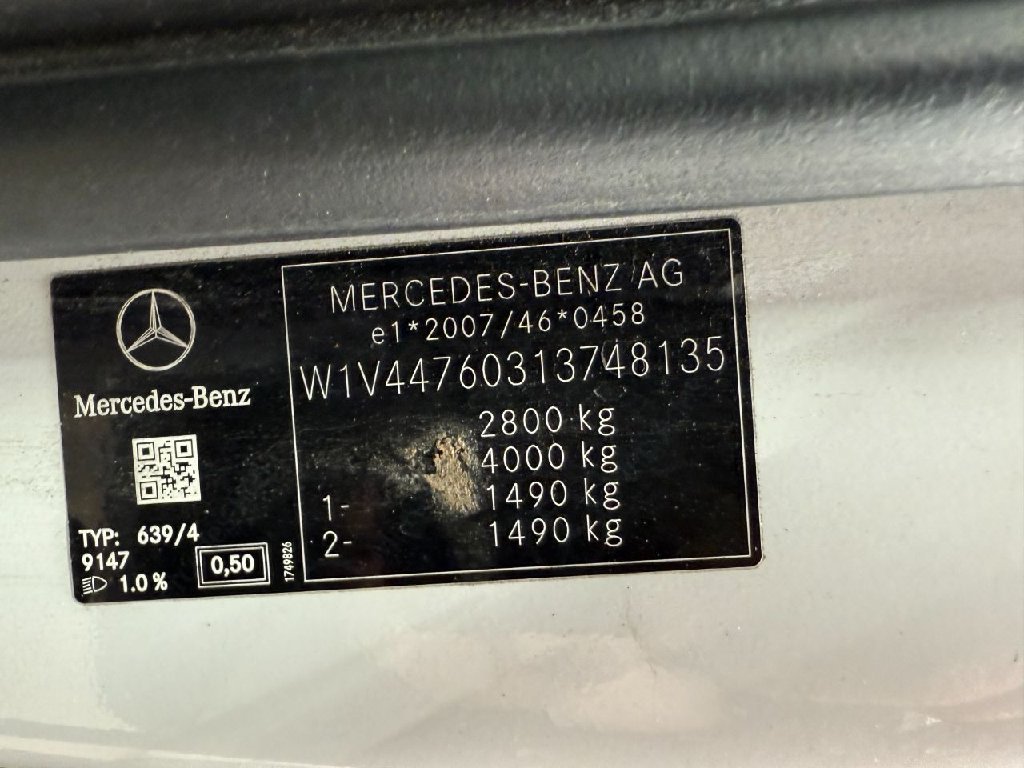 Mercedes-Benz
TYP: 639/4
9147
1.0 %
0,50
1749826
MERCEDES-BENZ AG
e1*2007/46*0458
W1V44760313748135
2800 kg
4000 kg
1- 1490 kg
2- 1490 kg